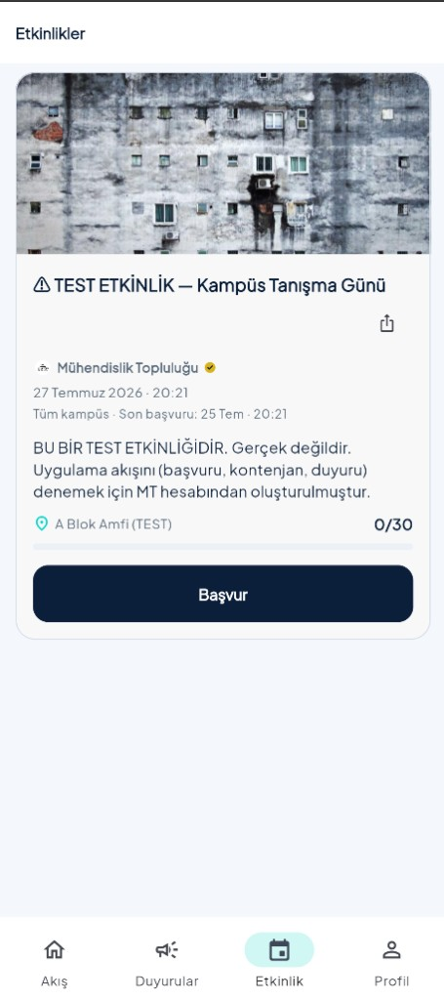 Etkinlikler
⚠ TEST ETKİNLİK — Kampüs Tanışma Günü
Mühendislik Topluluğu
27 Temmuz 2026 · 20:21
Tüm kampüs · Son başvuru: 25 Tem · 20:21
BU BİR TEST ETKİNLİĞİDİR. Gerçek değildir.
Uygulama akışını (başvuru, kontenjan, duyuru)
denemek için MT hesabından oluşturulmuştur.
A Blok Amfi (TEST) 0/30
Başvur
Akış Duyurular Etkinlik Profil